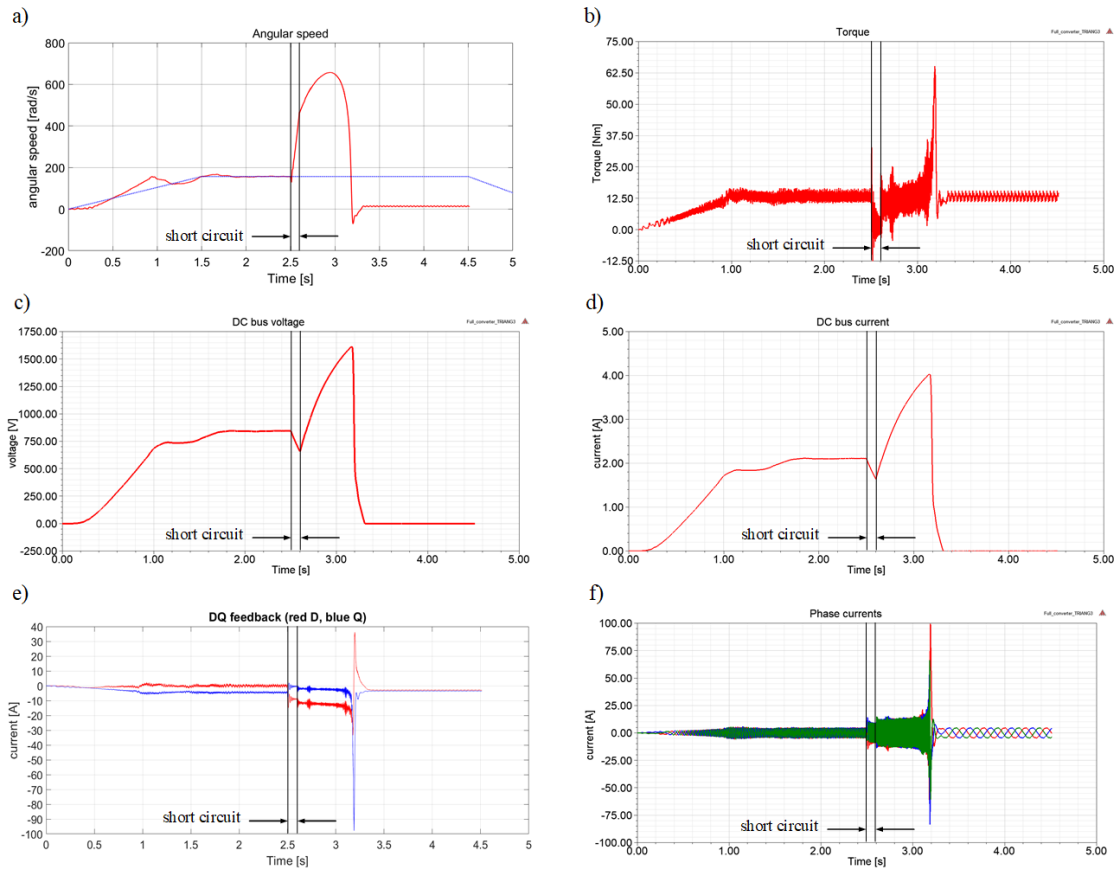 a)
Angular speed
800
600
400
200
0
-200
angular speed [rad/s]
short circuit
0 0.5 1 1.5 2 2.5 3 3.5 4 4.5 5
Time [s]
b)
Full_converter_TRIANG3
Torque
75.00
62.50
50.00
37.50
25.00
12.50
0.00
-12.50
Torque [Nm]
short circuit
0.00 1.00 2.00 3.00 4.00 5.00
Time [s]
c)
DC bus voltage
Full_converter_TRIANG3
1750.00
1500.00
1250.00
1000.00
750.00
500.00
250.00
0.00
-250.00
voltage [V]
short circuit
0.00 1.00 2.00 3.00 4.00 5.00
Time [s]
d)
DC bus current
Full_converter_TRIANG3
5.00
4.00
3.00
2.00
1.00
0.00
current [A]
short circuit
0.00 1.00 2.00 3.00 4.00 5.00
Time [s]
e)
DQ feedback (red D, blue Q)
40
30
20
10
0
-10
-20
-30
-40
-50
-60
-70
-80
-90
-100
current [A]
short circuit
0 0.5 1 1.5 2 2.5 3 3.5 4 4.5 5
Time [s]
f)
Phase currents
Full_converter_TRIANG3
100.00
75.00
50.00
25.00
0.00
-25.00
-50.00
-75.00
-100.00
current [A]
short circuit
0.00 1.00 2.00 3.00 4.00 5.00
Time [s]